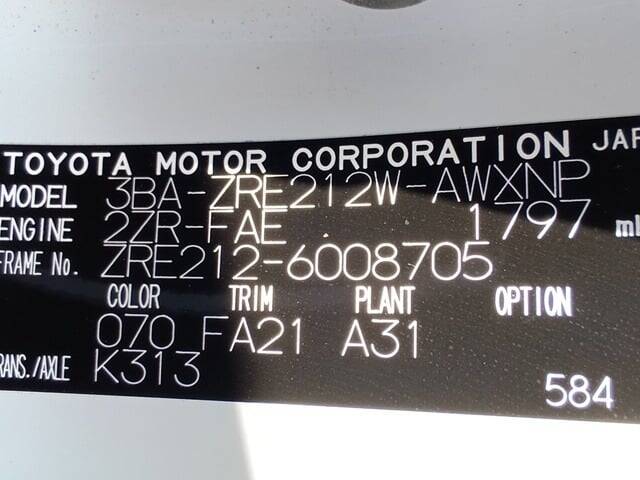 TOYOTA MOTOR CORPORATION JAP
MODEL 3BA-ZRE212W-AWXNP
ENGINE 2ZR-FAE 1797 ml
FRAME No. ZRE212-6008705
COLOR TRIM PLANT OPTION
070 FA21 A31
TRANS./AXLE K313
584